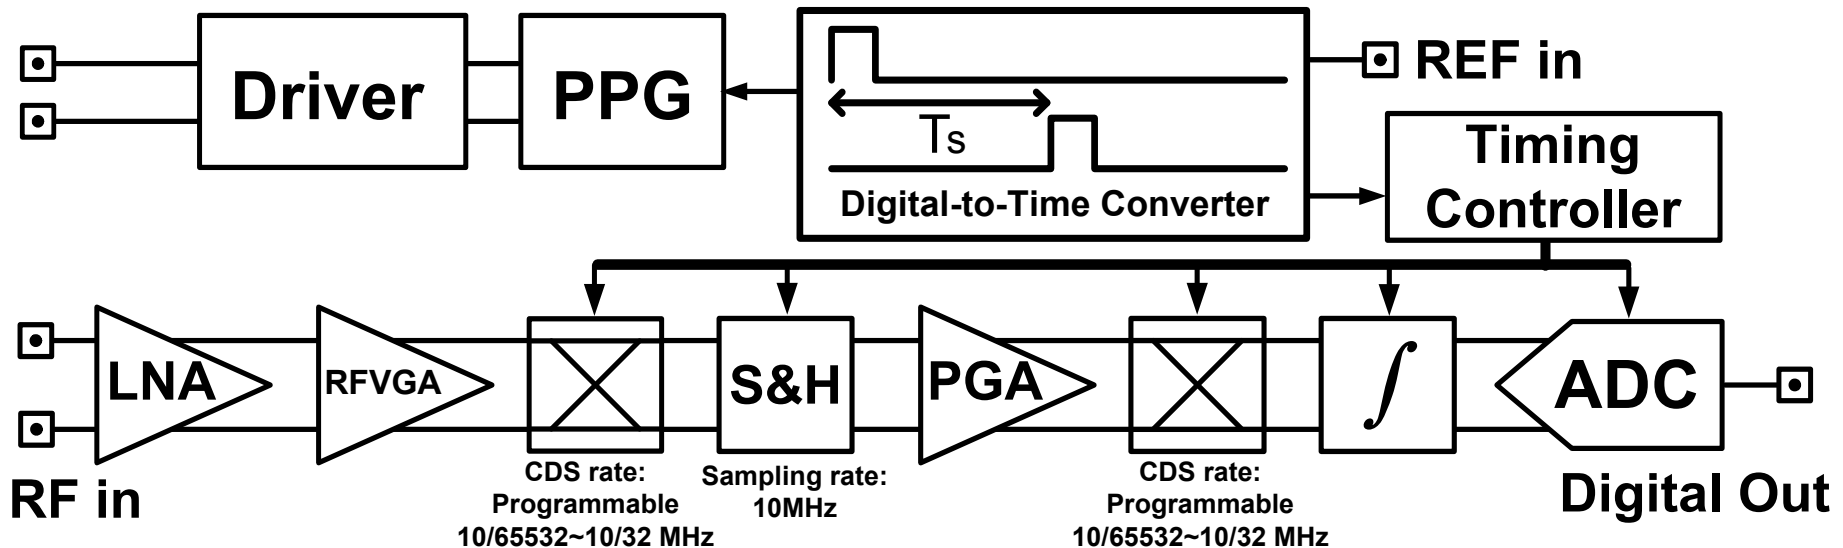 Driver
PPG
Ts
Digital-to-Time Converter
REF in
Timing
Controller
LNA
RFVGA
S&H
PGA
∫
ADC
CDS rate:
Programmable
10/65532~10/32 MHz
Sampling rate:
10MHz
CDS rate:
Programmable
10/65532~10/32 MHz
RF in
Digital Out